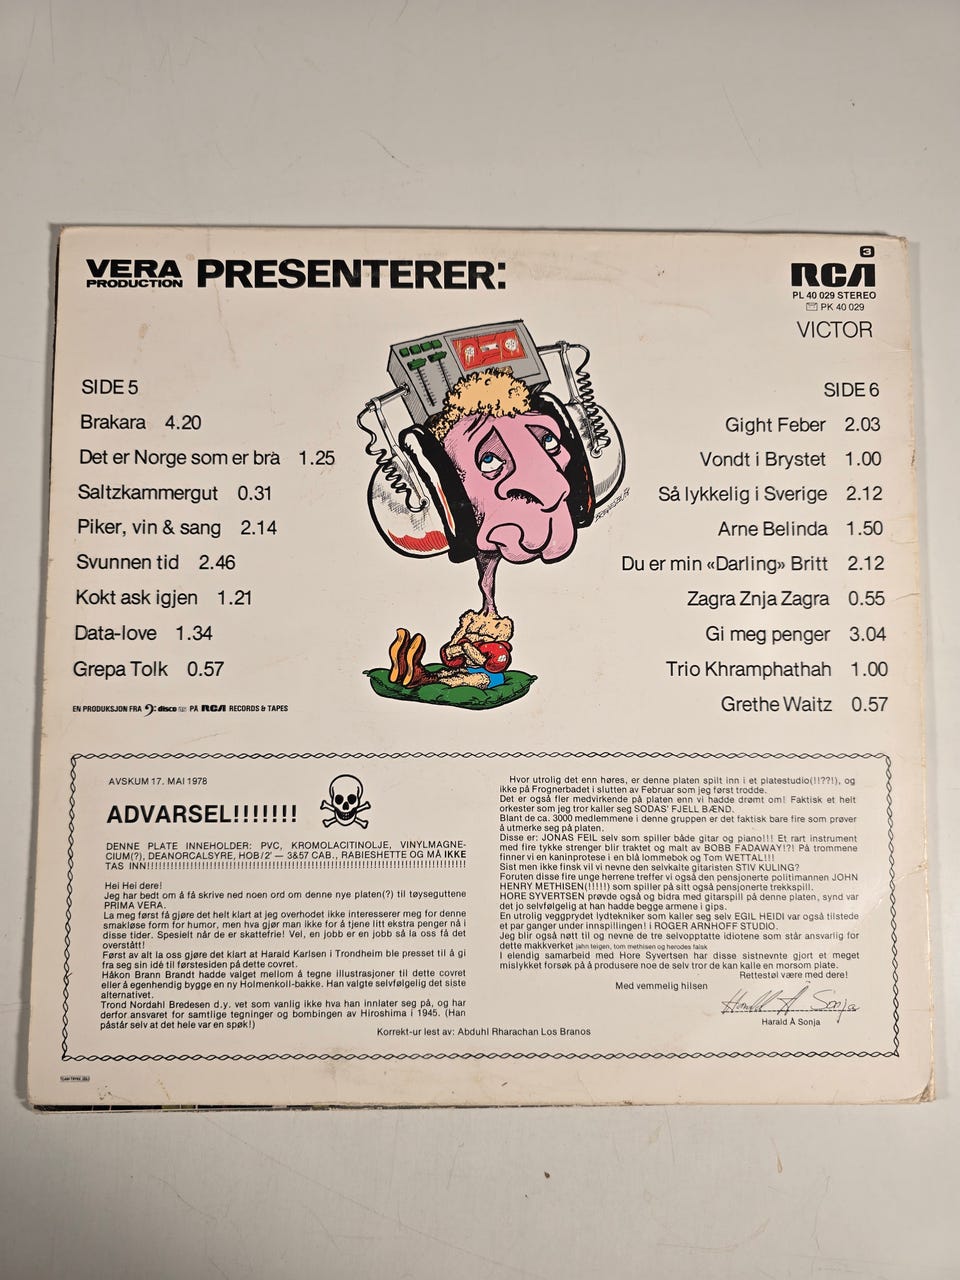 VERA
PRODUCTION
PRESENTERER:
3
RCA
PL 40 029 STEREO
PK 40 029
VICTOR
SIDE 5
Brakara 4.20
Det er Norge som er bra 1.25
Saltzkammergut 0.31
Piker, vin & sang 2.14
Svunnen tid 2.46
Kokt ask igjen 1.21
Data-love 1.34
Grepa Tolk 0.57
EN PRODUKSJON FRA disco PÅ RCA RECORDS & TAPES
SIDE 6
Gight Feber 2.03
Vondt i Brystet 1.00
Så lykkelig i Sverige 2.12
Arne Belinda 1.50
Du er min «Darling» Britt 2.12
Zagra Znja Zagra 0.55
Gi meg penger 3.04
Trio Khramphathah 1.00
Grethe Waitz 0.57
AVSKUM 17. MAI 1978
ADVARSEL!!!!!!!
DENNE PLATE INNEHOLDER: PVC, KROMOLACITINOLJE, VINYLMAGNE-
CIUM(?), DEANORCALSYRE, HOB/2' — 3&57 CAB., RABIESHETTE OG MÅ IKKE
TAS INN!!!!!!!!!!!!!!!!!!!!!!!!!!!!!!!!!!!!!!!!!!!!!!!!!!!!!!!!!!!!!!!!!!!!!!!!!!!!
Hei Hei dere!
Jeg har bedt om å få skrive ned noen ord om denne nye platen(?) til tøyseguttene
PRIMA VERA.
La meg først få gjøre det helt klart at jeg overhodet ikke interesserer meg for denne
smakløse form for humor, men hva gjør man ikke for å tjene litt ekstra penger nå i
disse tider. Spesielt når de er skattefrie! Vel, en jobb er en jobb så la oss få det
overstått!
Først av alt la oss gjøre det klart at Harald Karlsen i Trondheim ble presset til å gi
fra seg sin idé til førstesiden på dette covret.
Håkon Brann Brandt hadde valget mellom å tegne illustrasjoner til dette covret
eller å egenhendig bygge en ny Holmenkoll-bakke. Han valgte selvfølgelig det siste
alternativet.
Trond Nordahl Bredesen d.y. vet som vanlig ikke hva han innlater seg på, og har
derfor ansvaret for samtlige tegninger og bombingen av Hiroshima i 1945. (Han
påstår selv at det hele var en spøk!)
Hvor utrolig det enn høres, er denne platen spilt inn i et platestudio(!!??!), og
ikke på Frognerbadet i slutten av Februar som jeg først trodde.
Det er også fler medvirkende på platen enn vi hadde drømt om! Faktisk et helt
orkester som jeg tror kaller seg SODAS' FJELL BÆND.
Blant de ca. 3000 medlemmene i denne gruppen er det faktisk bare fire som prøver
å utmerke seg på platen.
Disse er: JONAS FEIL selv som spiller både gitar og piano!!! Et rart instrument
med fire tykke strenger blir traktet og malt av BOBB FADAWAY!?! På trommene
finner vi en kaninprotese i en blå lommebok og Tom WETTAL!!!
Sist men ikke finsk vil vi nevne den selvkalte gitaristen STIV KULING?
Foruten disse fire unge herrene treffer vi også den pensjonerte politimannen JOHN
HENRY METHISEN(!!!!!) som spiller på sitt også pensjonerte trekkspill.
HORE SYVERTSEN prøvde også og bidra med gitarspill på denne platen, synd var
det jo selvfølgelig at han hadde begge armene i gips.
En utrolig veggprydet lydtekniker som kaller seg selv EGIL HEIDI var også tilstede
et par ganger under innspillingen! i ROGER ARNHOFF STUDIO.
Jeg blir også nøtt til og nevne de tre selvopptatte idiotene som står ansvarlig for
dette makkverket jahn teigen, tom methisen og herodes falsk
I elendig samarbeid med Hore Syvertsen har disse sistnevnte gjort et meget
mislykket forsøk på å produsere noe de selv tror de kan kalle en morsom plate.
Rettestøl være med dere!
Med vemmelig hilsen
Harald Å Sonja
Harald Å Sonja
Korrekt-ur lest av: Abduhl Rharachan Los Branos